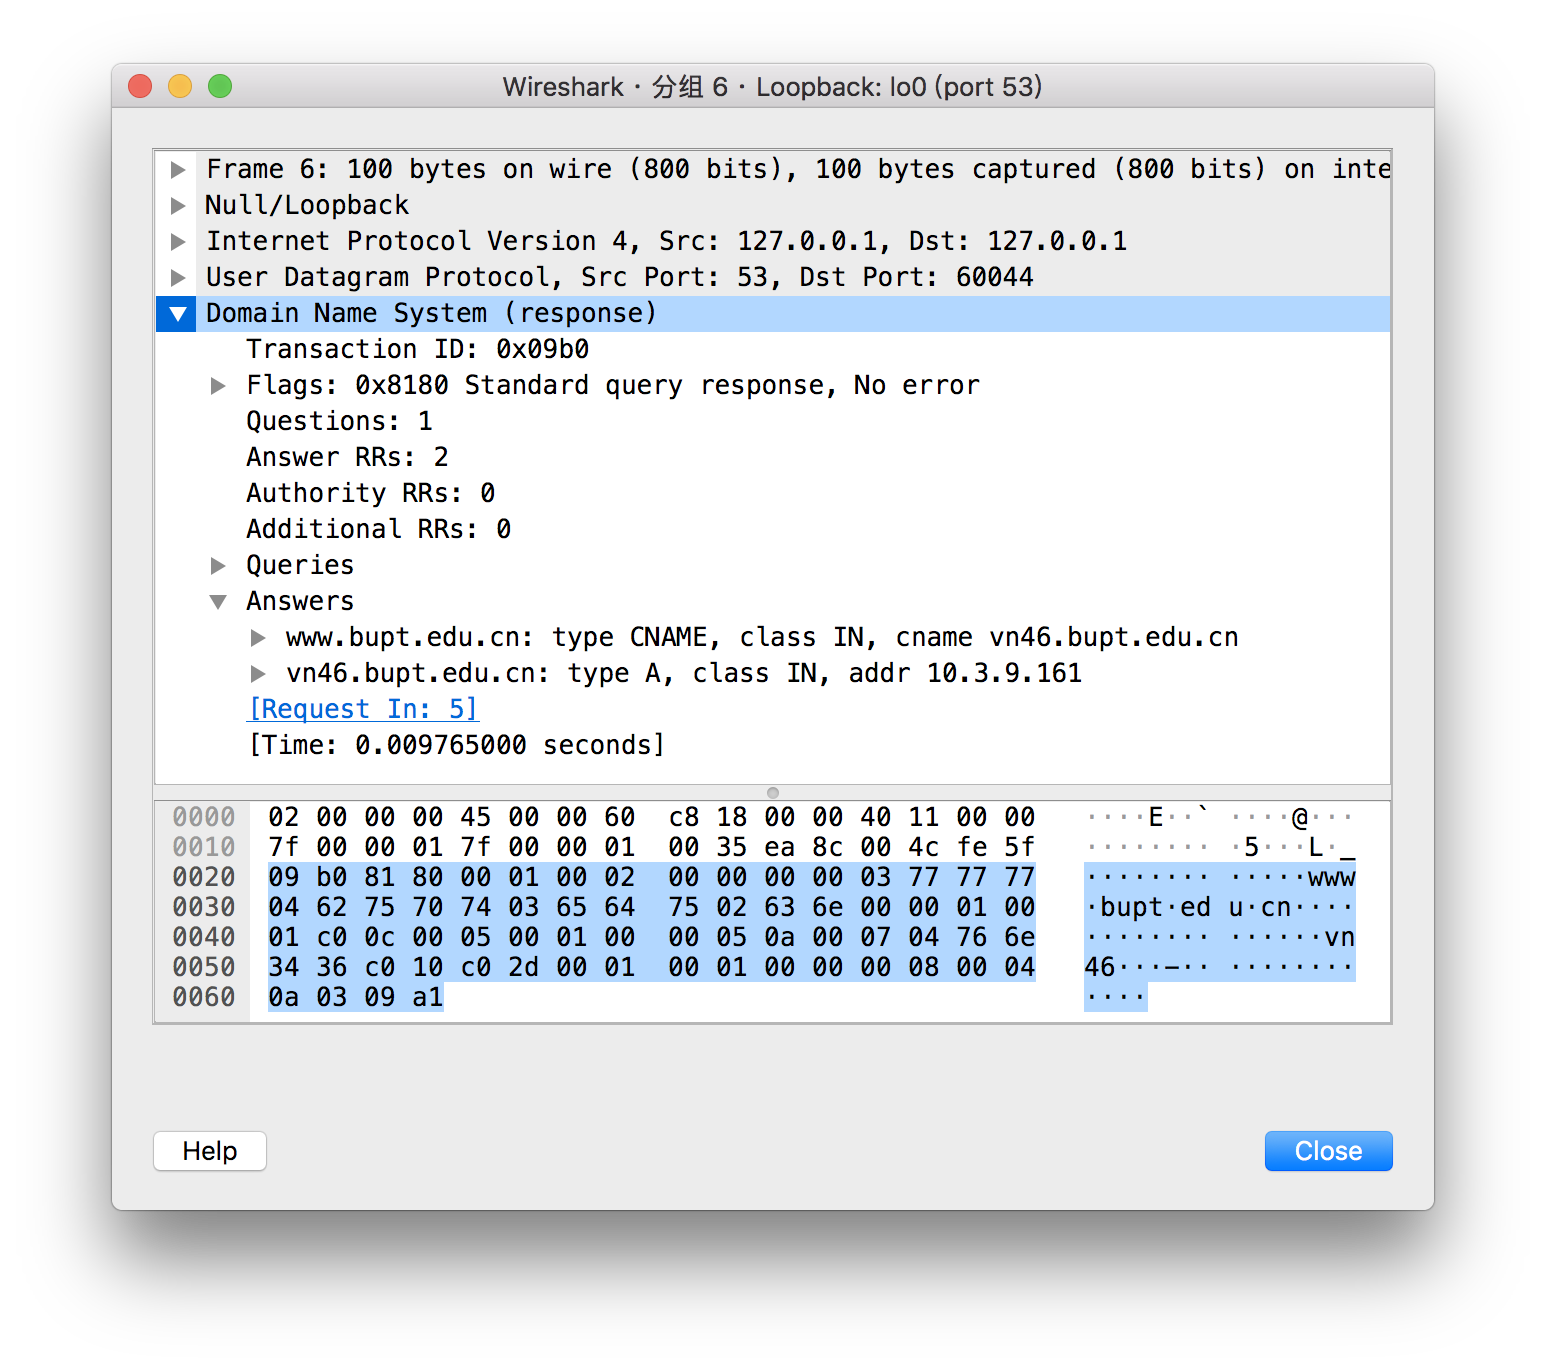 Wireshark · 分组 6 · Loopback: lo0 (port 53)
Frame 6: 100 bytes on wire (800 bits), 100 bytes captured (800 bits) on inte
Null/Loopback
Internet Protocol Version 4, Src: 127.0.0.1, Dst: 127.0.0.1
User Datagram Protocol, Src Port: 53, Dst Port: 60044
Domain Name System (response)
Transaction ID: 0x09b0
Flags: 0x8180 Standard query response, No error
Questions: 1
Answer RRs: 2
Authority RRs: 0
Additional RRs: 0
Queries
Answers
www.bupt.edu.cn: type CNAME, class IN, cname vn46.bupt.edu.cn
vn46.bupt.edu.cn: type A, class IN, addr 10.3.9.161
[Request In: 5]
[Time: 0.009765000 seconds]
0000 02 00 00 00 45 00 00 60 c8 18 00 00 40 11 00 00 ····E··` ····@···
0010 7f 00 00 01 7f 00 00 01 00 35 ea 8c 00 4c fe 5f ········ ·5···L·_
0020 09 b0 81 80 00 01 00 02 00 00 00 00 03 77 77 77 ········ ·····www
0030 04 62 75 70 74 03 65 64 75 02 63 6e 00 00 01 00 ·bupt·ed u·cn····
0040 01 c0 0c 00 05 00 01 00 00 05 0a 00 07 04 76 6e ········ ······vn
0050 34 36 c0 10 c0 2d 00 01 00 01 00 00 00 08 00 04 46···-·· ········
0060 0a 03 09 a1 ····
Help Close